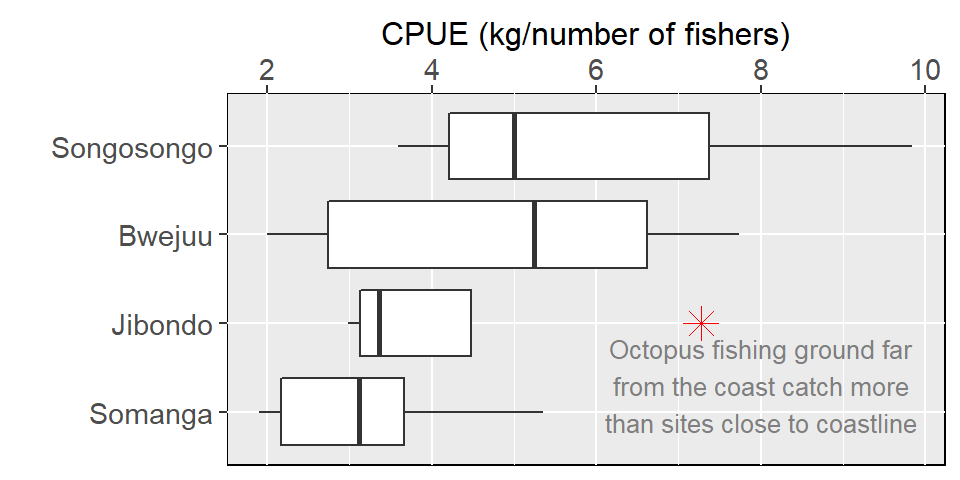 CPUE (kg/number of fishers)
2 4 6 8 10
Songosongo
Bwejuu
Jibondo
Somanga
Octopus fishing ground far
from the coast catch more
than sites close to coastline